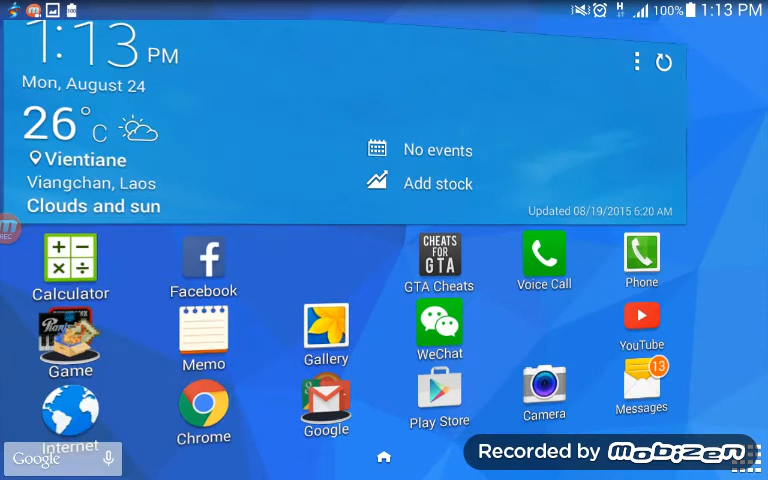 100% 1:13 PM
1:13 PM
Mon, August 24
26°C
Vientiane
Viangchan, Laos
Clouds and sun
No events
Add stock
Updated 08/19/2015 6:20 AM
REC
CHEATS
FOR
GTA
Calculator
Facebook
GTA Cheats
Voice Call
Phone
Game
Memo
Gallery
WeChat
YouTube
13
Internet
Chrome
Google
Play Store
Camera
Messages
Google
Recorded by mobizen